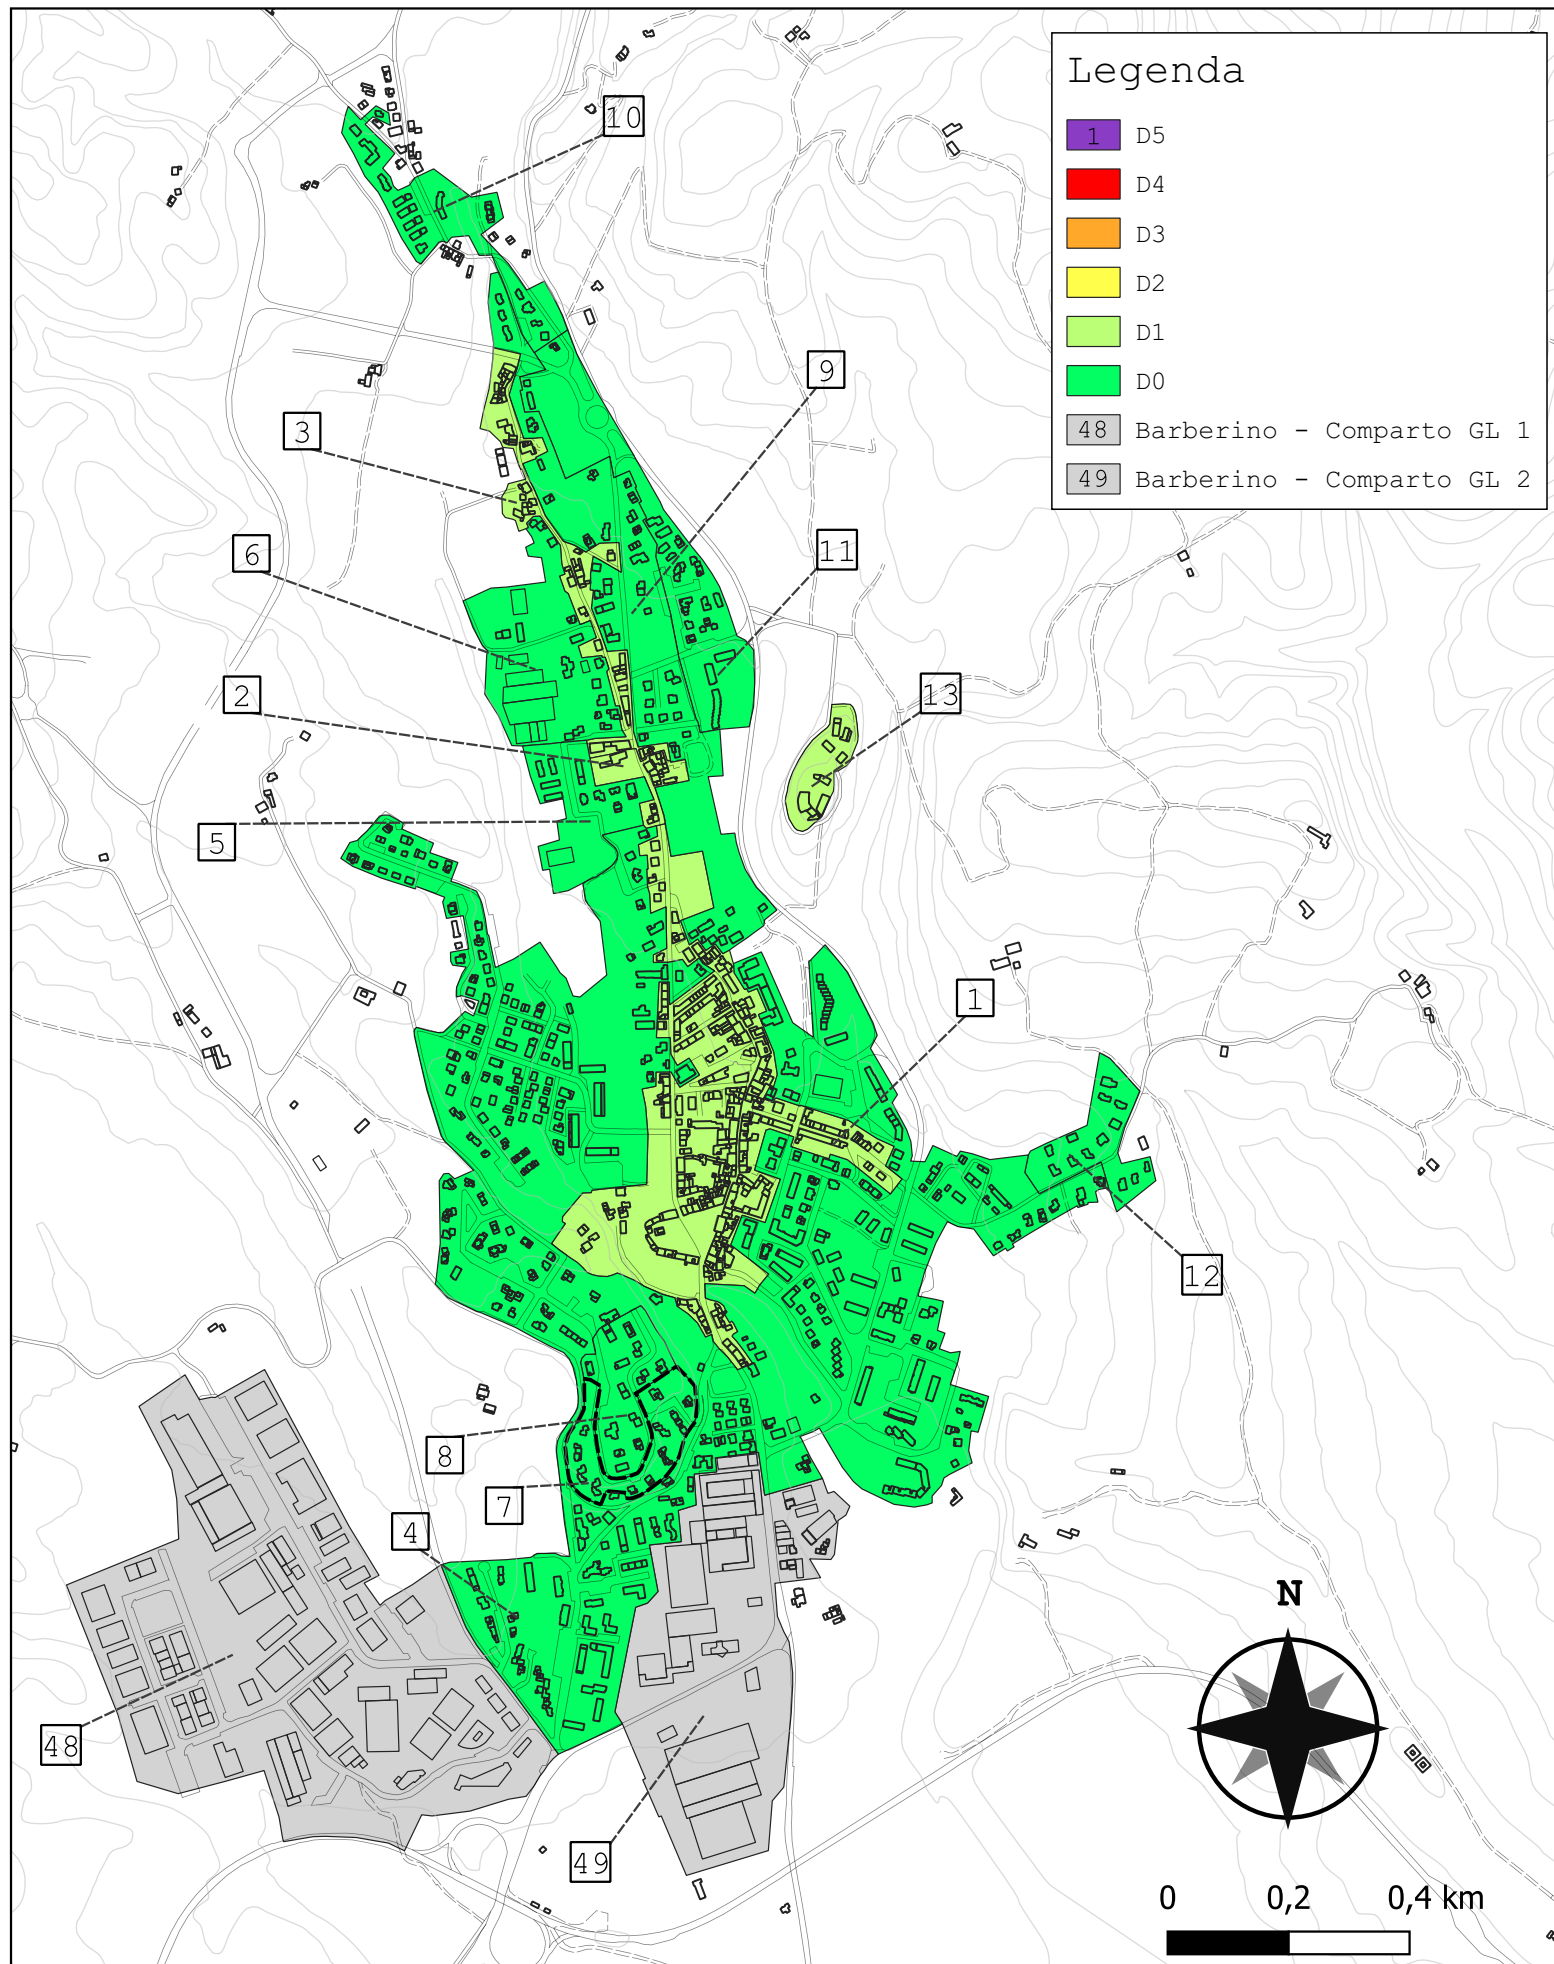 Legenda
1 D5
D4
D3
D2
D1
D0
48 Barberino - Comparto GL 1
49 Barberino - Comparto GL 2
10
9
3
6
11
2
13
5
1
12
8
7
4
48
49
N
0 0,2 0,4 km